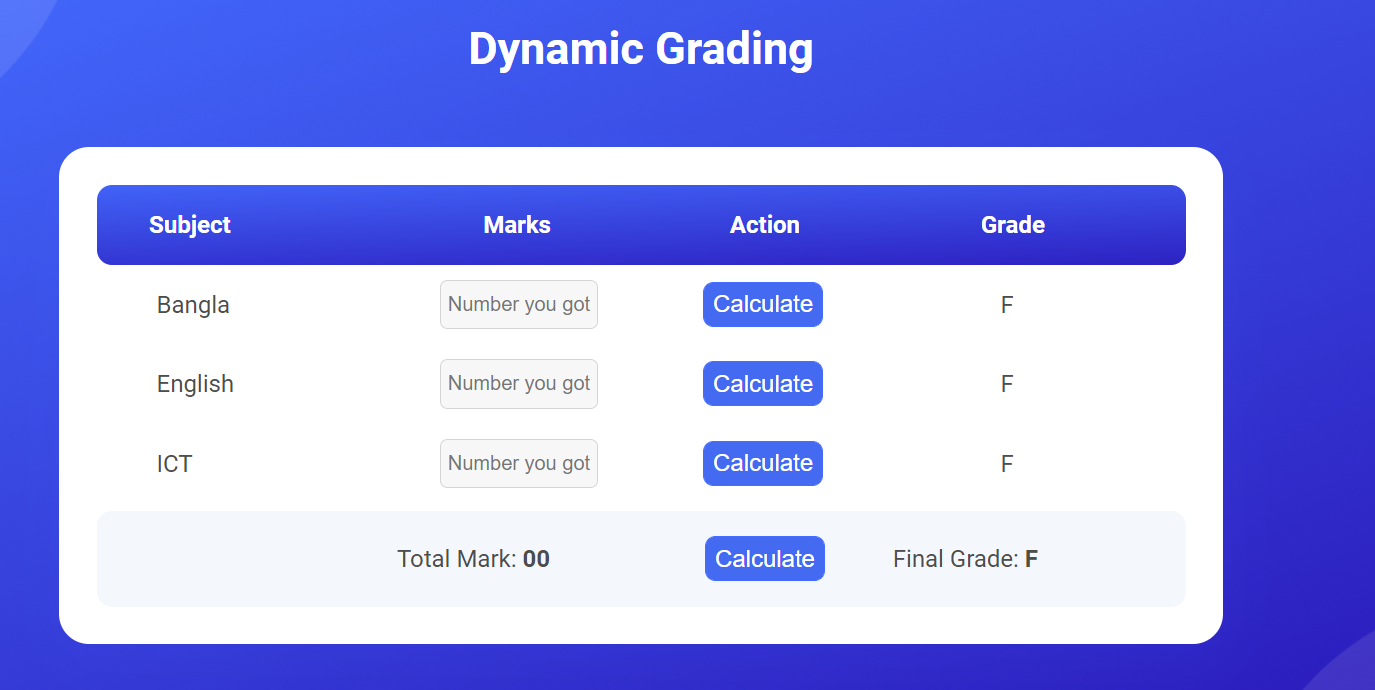 Dynamic Grading
Subject Marks Action Grade
Bangla Number you got Calculate F
English Number you got Calculate F
ICT Number you got Calculate F
Total Mark: 00 Calculate Final Grade: F